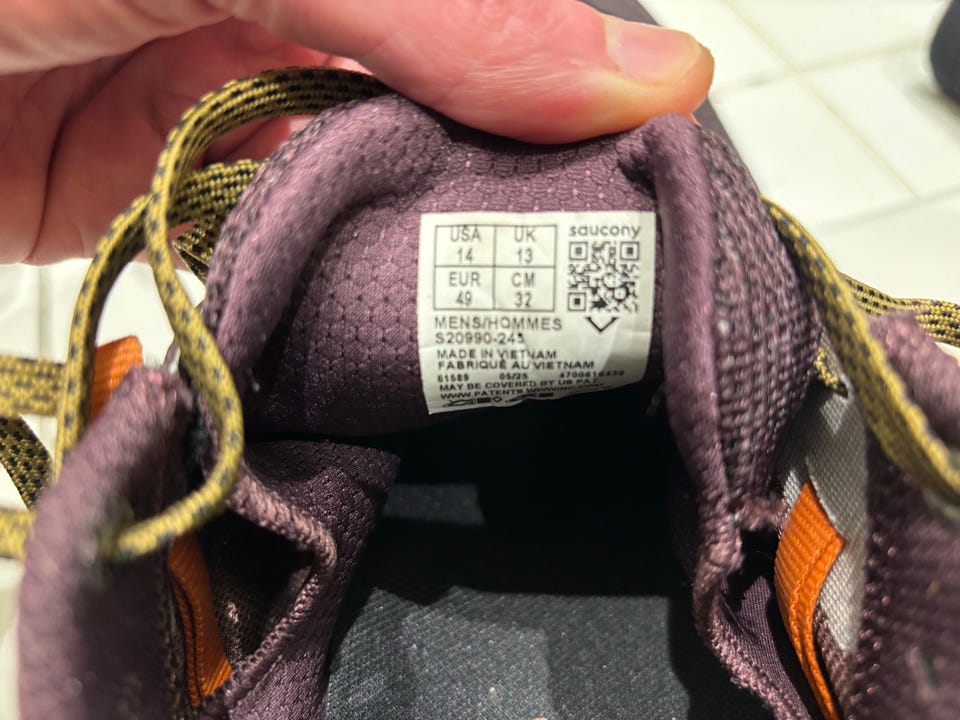 USA UK
14 13
EUR CM
49 32
saucony
MENS/HOMMES
S20990-245
MADE IN VIETNAM
FABRIQUÉ AU VIETNAM
61589 05/25
MAY BE COVERED BY US PAT.